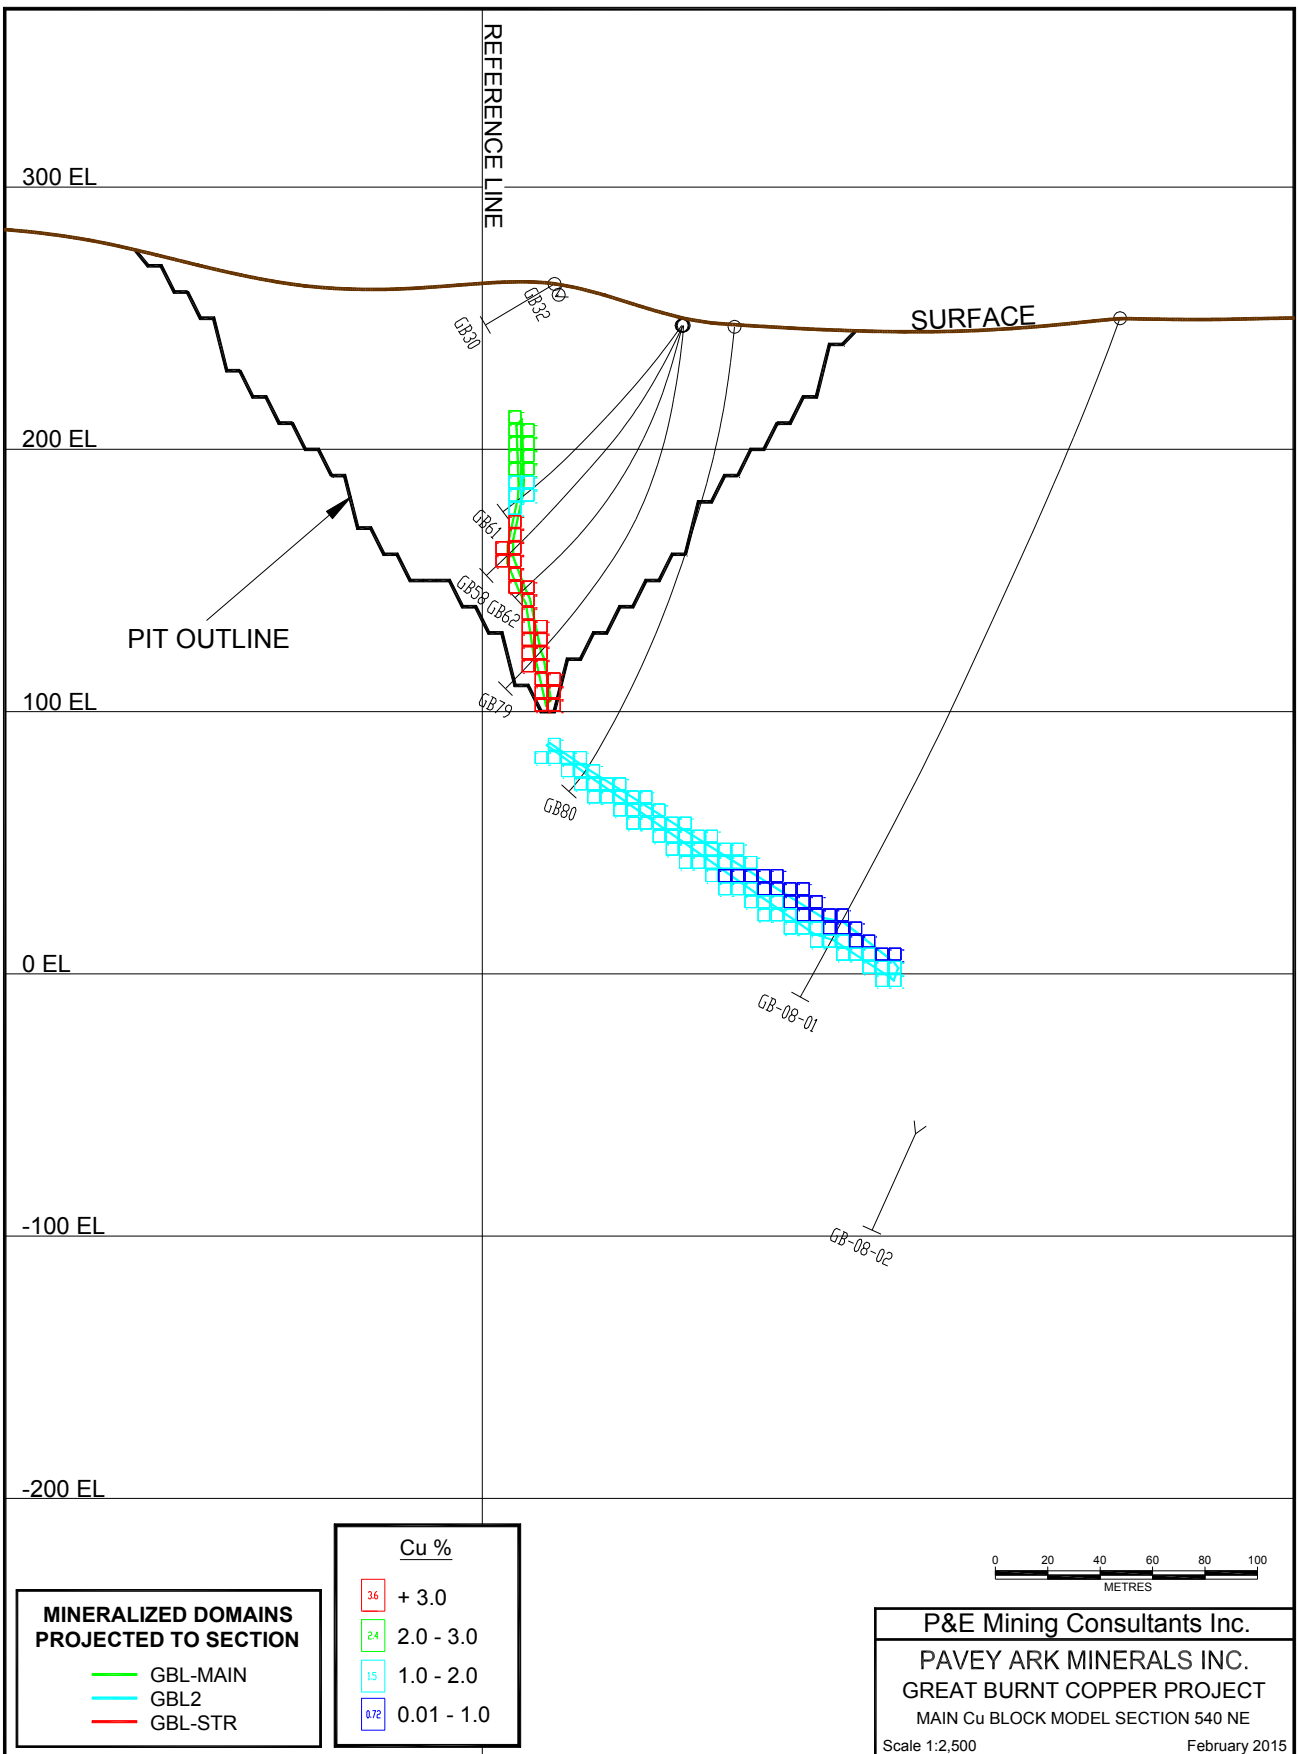 REFERENCE LINE
300 EL
GB32
GB30
SURFACE
200 EL
GB61
GB58
GB62
PIT OUTLINE
GB79
100 EL
GB80
0 EL
GB-08-01
-100 EL
GB-08-02
-200 EL
Cu %
3.6 + 3.0
2.4 2.0 - 3.0
1.5 1.0 - 2.0
0.72 0.01 - 1.0
MINERALIZED DOMAINS
PROJECTED TO SECTION
GBL-MAIN
GBL2
GBL-STR
0 20 40 60 80 100
METRES
P&E Mining Consultants Inc.
PAVEY ARK MINERALS INC.
GREAT BURNT COPPER PROJECT
MAIN Cu BLOCK MODEL SECTION 540 NE
Scale 1:2,500 February 2015